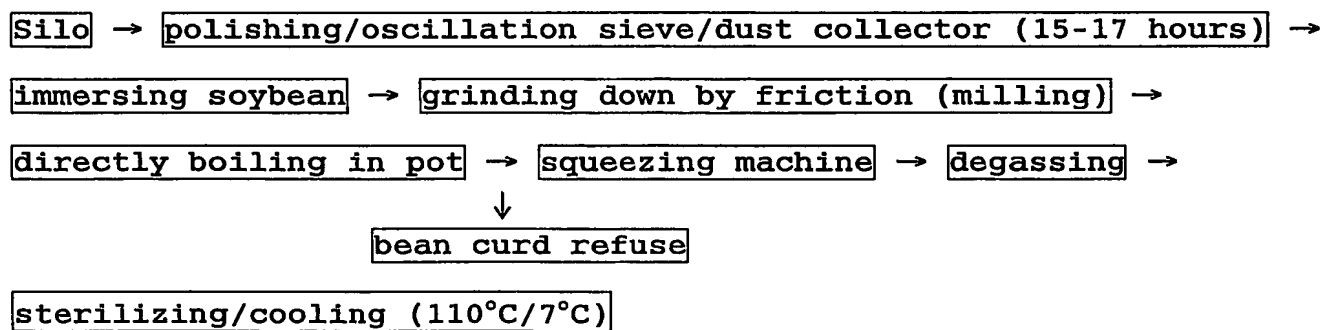 Silo → polishing/oscillation sieve/dust collector (15-17 hours) →
immersing soybean → grinding down by friction (milling) →
directly boiling in pot → squeezing machine → degassing →
↓
bean curd refuse
sterilizing/cooling (110°C/7°C)